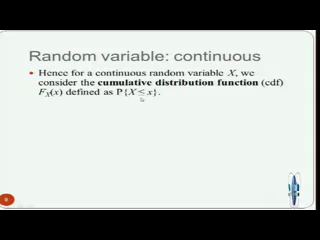 Random variable: continuous
• Hence for a continuous random variable X, we
consider the cumulative distribution function (cdf)
F_X(x) defined as P{X ≤ x}.